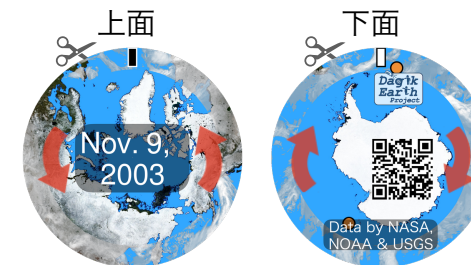 上面
下面
Nov. 9,
2003
Dagik
Earth
Project
Data by NASA,
NOAA & USGS